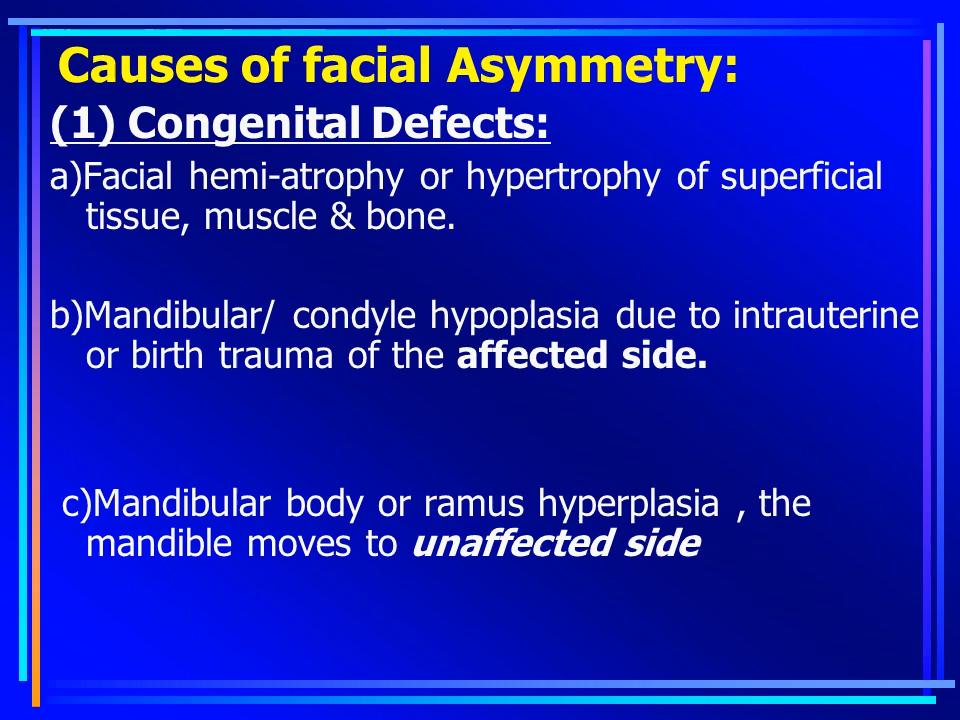 Causes of facial Asymmetry:
(1) Congenital Defects:
a)Facial hemi-atrophy or hypertrophy of superficial
tissue, muscle & bone.
b)Mandibular/ condyle hypoplasia due to intrauterine
or birth trauma of the affected side.
c)Mandibular body or ramus hyperplasia , the
mandible moves to unaffected side